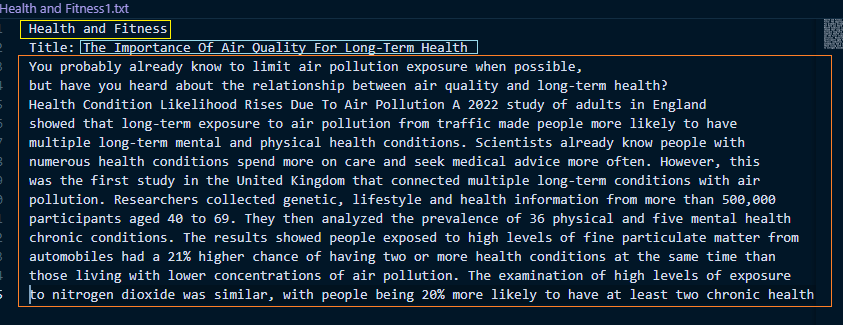 Health and Fitness1.txt
Health and Fitness
Title: The Importance Of Air Quality For Long-Term Health
You probably already know to limit air pollution exposure when possible,
but have you heard about the relationship between air quality and long-term health?
Health Condition Likelihood Rises Due To Air Pollution A 2022 study of adults in England
showed that long-term exposure to air pollution from traffic made people more likely to have
multiple long-term mental and physical health conditions. Scientists already know people with
numerous health conditions spend more on care and seek medical advice more often. However, this
was the first study in the United Kingdom that connected multiple long-term conditions with air
pollution. Researchers collected genetic, lifestyle and health information from more than 500,000
participants aged 40 to 69. They then analyzed the prevalence of 36 physical and five mental health
chronic conditions. The results showed people exposed to high levels of fine particulate matter from
automobiles had a 21% higher chance of having two or more health conditions at the same time than
those living with lower concentrations of air pollution. The examination of high levels of exposure
to nitrogen dioxide was similar, with people being 20% more likely to have at least two chronic health